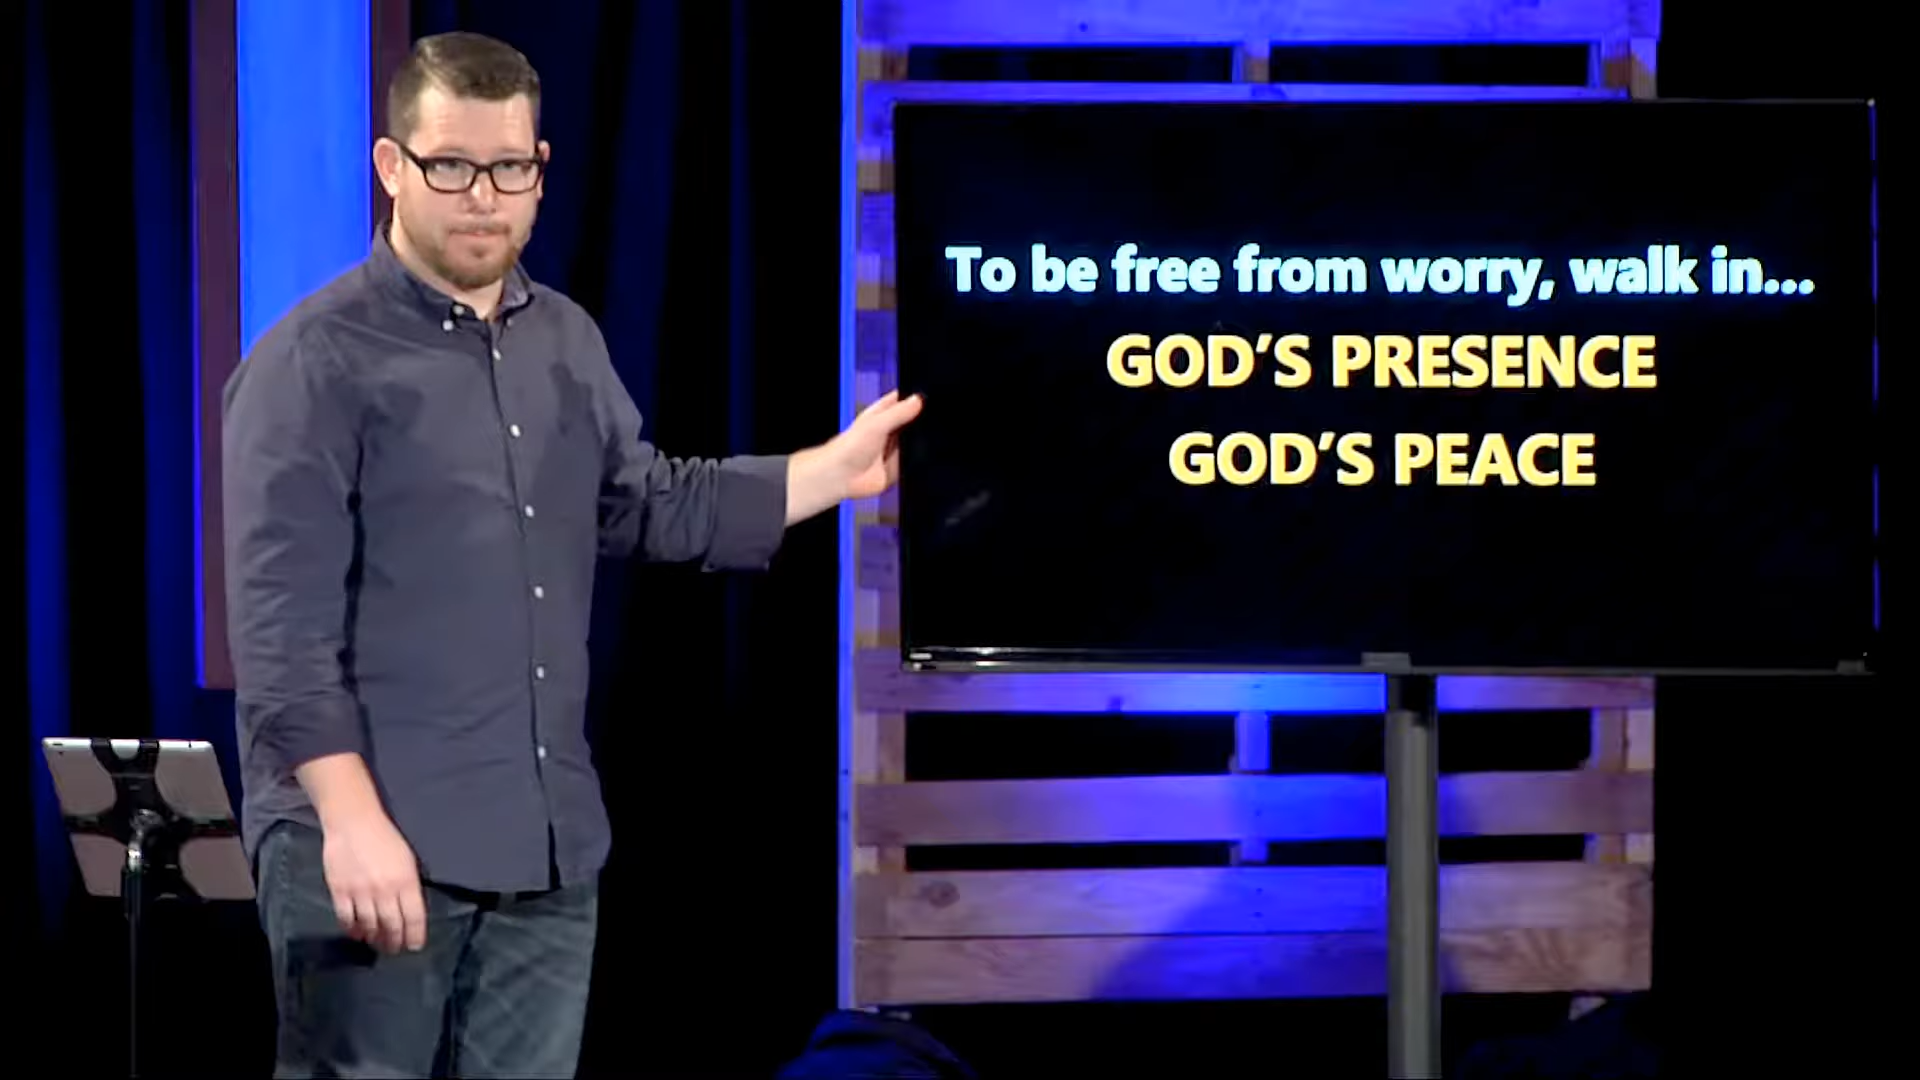 To be free from worry, walk in...
GOD’S PRESENCE
GOD’S PEACE